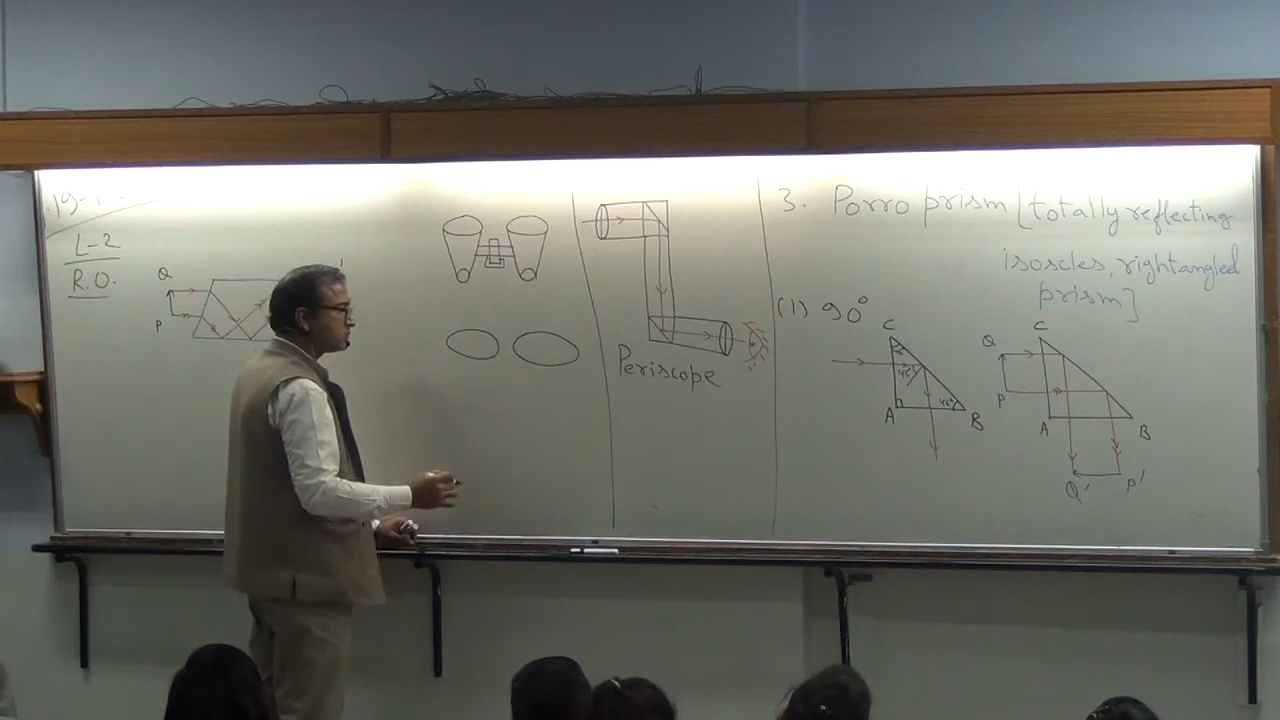 L-2
R.O.
Q
P
Periscope
3. Porro prism [totally reflecting
isoscles, rightangled
prism]
(1) 90°
C
45°
45°
A
B
C
Q
P
A
B
Q'
P'